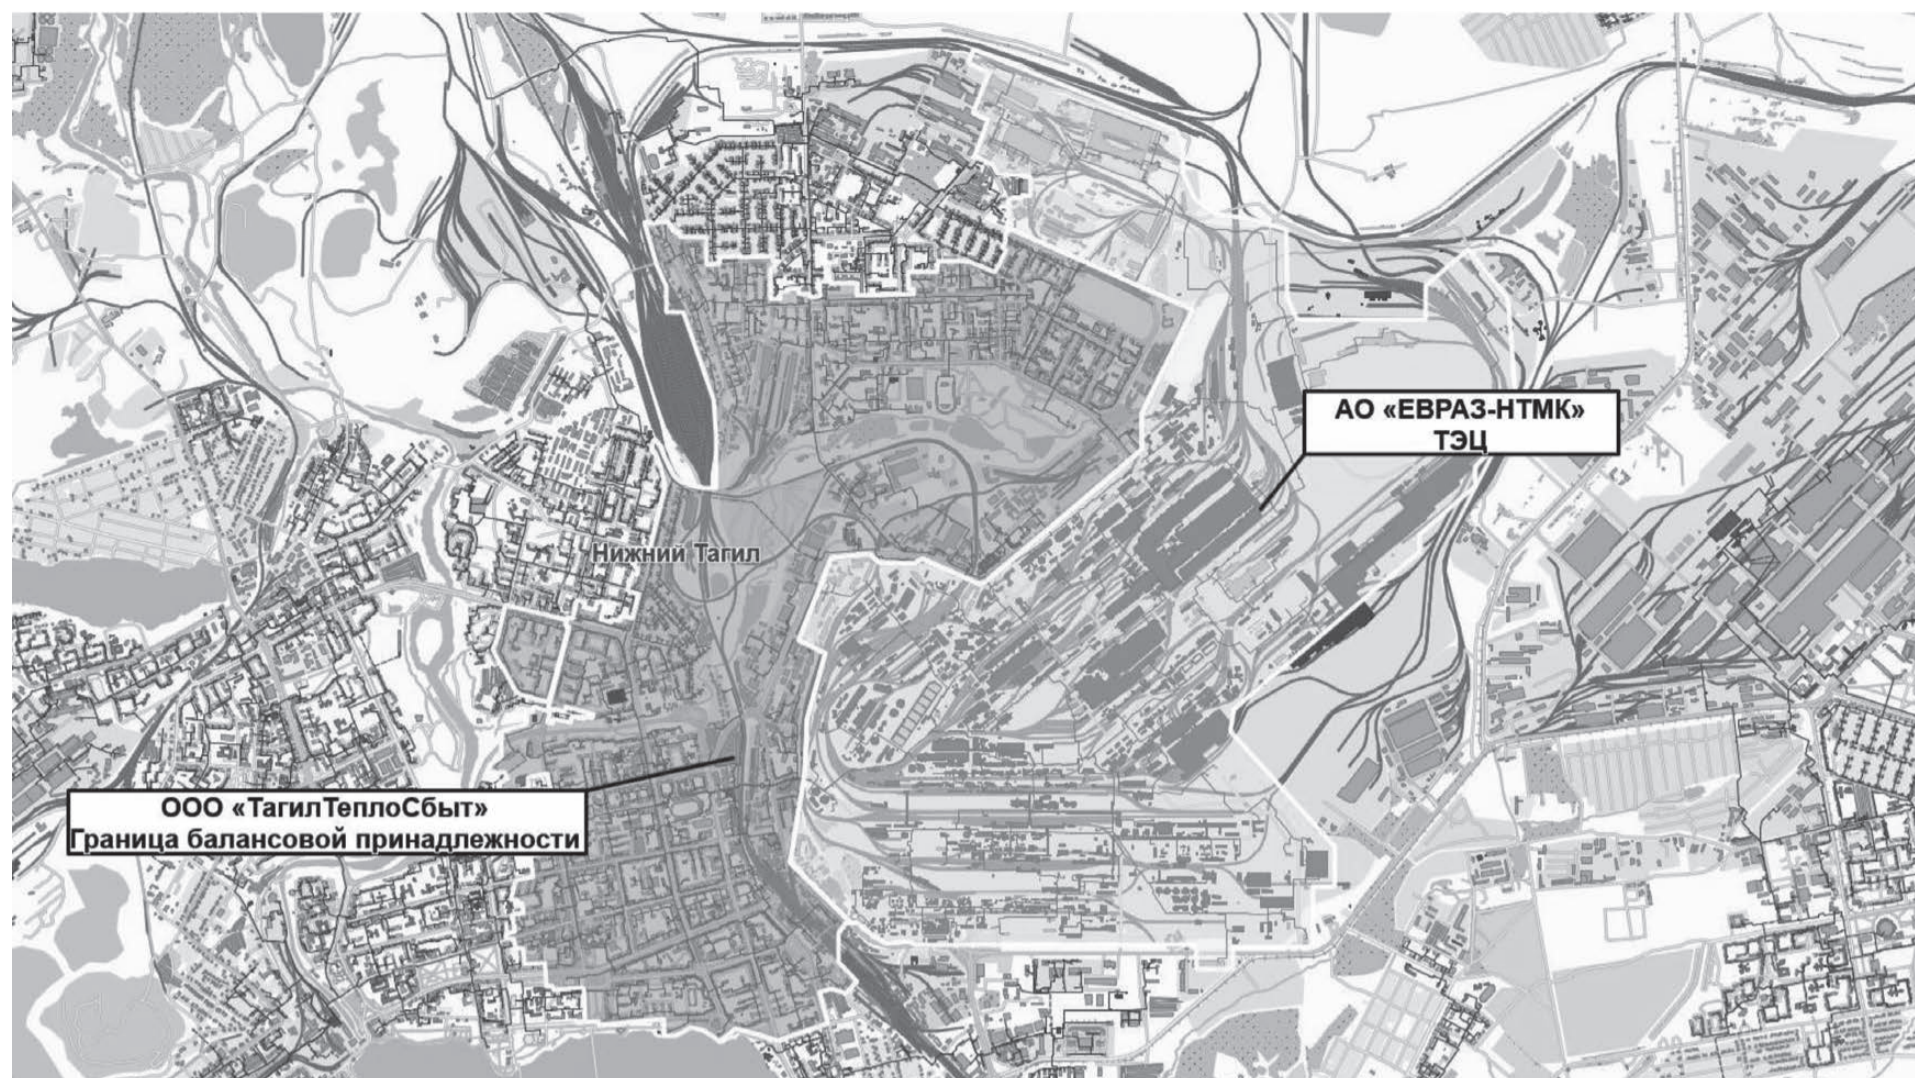 АО «ЕВРАЗ-НТМК»
ТЭЦ
Нижний Тагил
ООО «ТагилТеплоСбыт»
Граница балансовой принадлежности